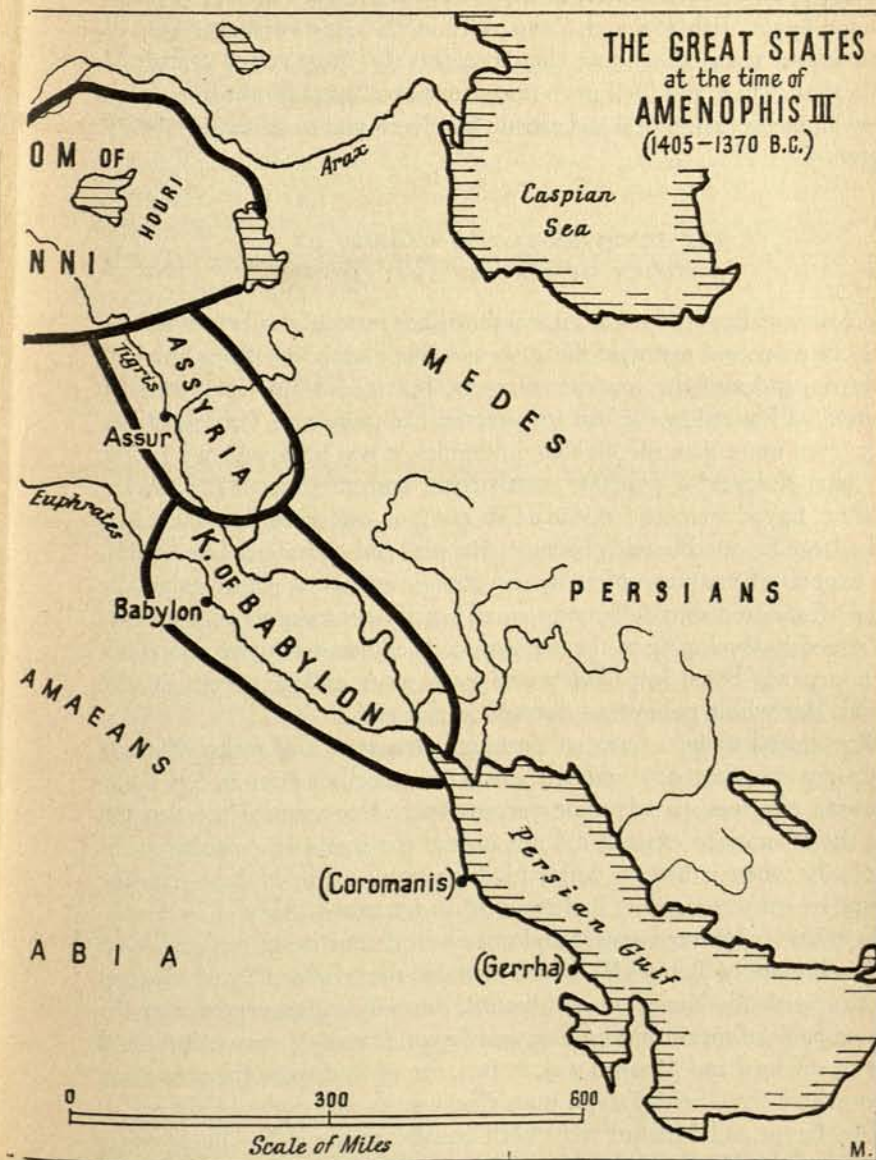 THE GREAT STATES
at the time of
AMENOPHIS III
(1405–1370 B.C.)
Arax
Caspian
Sea
OM OF
HOURI
NNI
MEDES
ASSYRIA
Tigris
Assur
Euphrates
K. OF BABYLON
Babylon
PERSIANS
AMAEANS
Persian Gulf
(Coromanis)
(Gerrha)
ABIA
0 300 600
Scale of Miles
M.